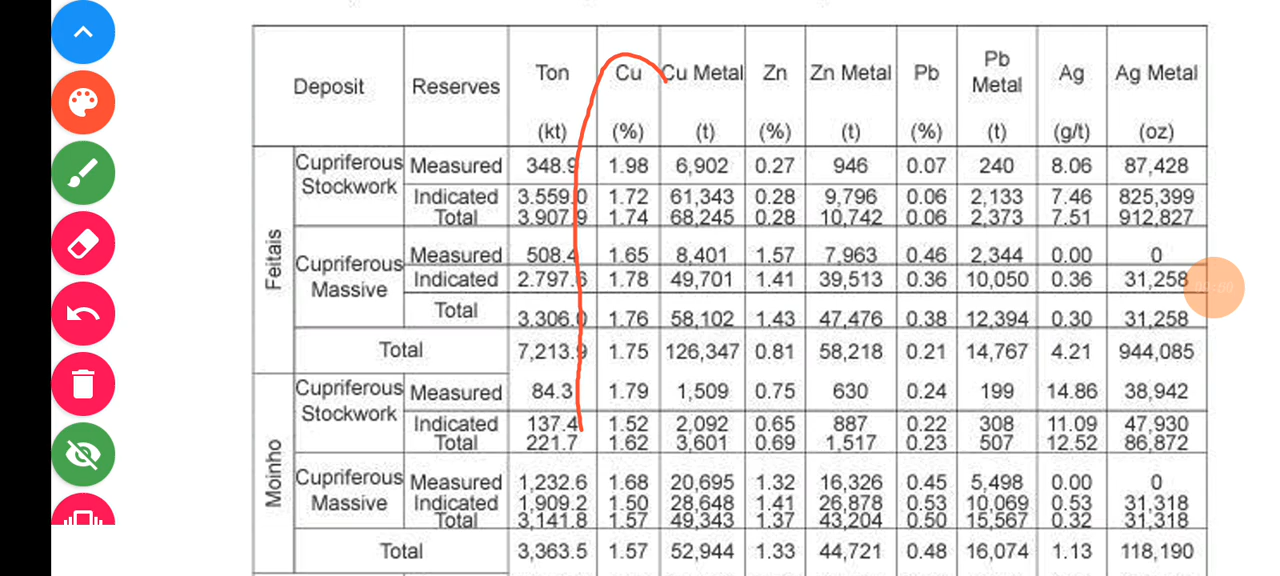 Deposit Reserves Ton (kt) Cu (%) Cu Metal (t) Zn (%) Zn Metal (t) Pb (%) Pb Metal (t) Ag (g/t) Ag Metal (oz)
Feitais
Cupriferous Stockwork Measured 348.9 1.98 6,902 0.27 946 0.07 240 8.06 87,428
Indicated 3.559.0 1.72 61,343 0.28 9,796 0.06 2,133 7.46 825,399
Total 3.907.9 1.74 68,245 0.28 10,742 0.06 2,373 7.51 912,827
Cupriferous Massive Measured 508.4 1.65 8,401 1.57 7,963 0.46 2,344 0.00 0
Indicated 2.797.6 1.78 49,701 1.41 39,513 0.36 10,050 0.36 31,258
Total 3.306.0 1.76 58,102 1.43 47,476 0.38 12,394 0.30 31,258
Total 7,213.9 1.75 126,347 0.81 58,218 0.21 14,767 4.21 944,085
Moinho
Cupriferous Stockwork Measured 84.3 1.79 1,509 0.75 630 0.24 199 14.86 38,942
Indicated 137.4 1.52 2,092 0.65 887 0.22 308 11.09 47,930
Total 221.7 1.62 3,601 0.69 1,517 0.23 507 12.52 86,872
Cupriferous Massive Measured 1,232.6 1.68 20,695 1.32 16,326 0.45 5,498 0.00 0
Indicated 1,909.2 1.50 28,648 1.41 26,878 0.53 10,069 0.53 31,318
Total 3,141.8 1.57 49,343 1.37 43,204 0.50 15,567 0.32 31,318
Total 3,363.5 1.57 52,944 1.33 44,721 0.48 16,074 1.13 118,190